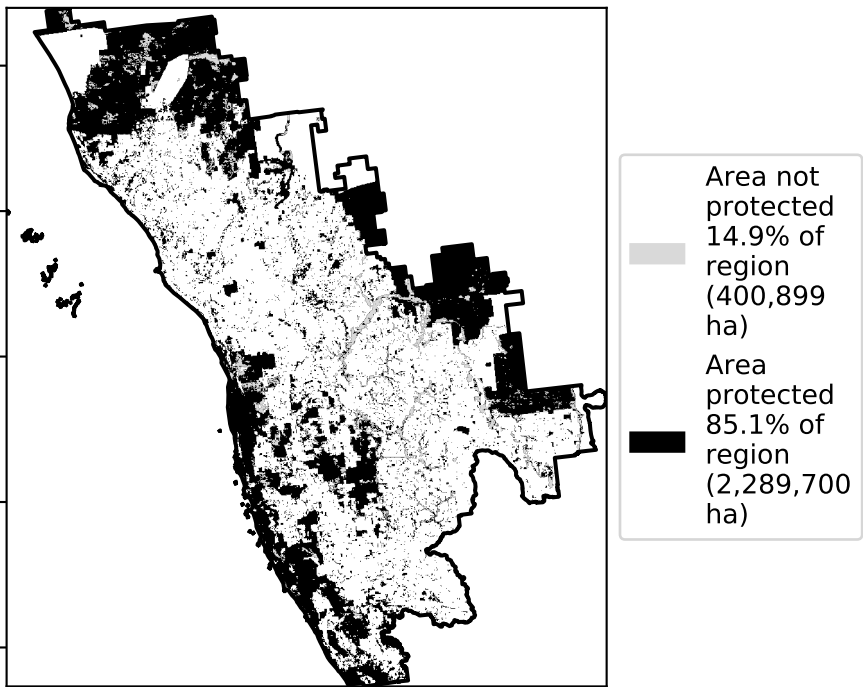 Area not
protected
14.9% of
region
(400,899
ha)
Area
protected
85.1% of
region
(2,289,700
ha)